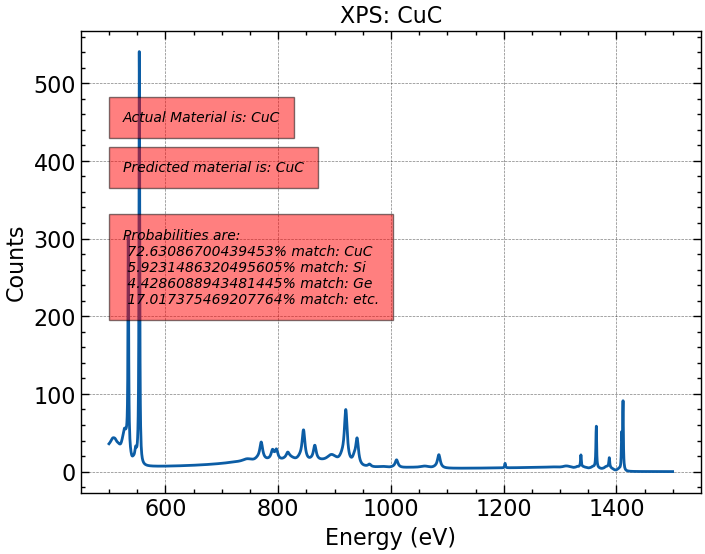 XPS: CuC
500
400
300
200
100
0
Counts
Actual Material is: CuC
Predicted material is: CuC
Probabilities are:
72.63086700439453% match: CuC
5.9231486320495605% match: Si
4.4286088943481445% match: Ge
17.017375469207764% match: etc.
600
800
1000
1200
1400
Energy (eV)